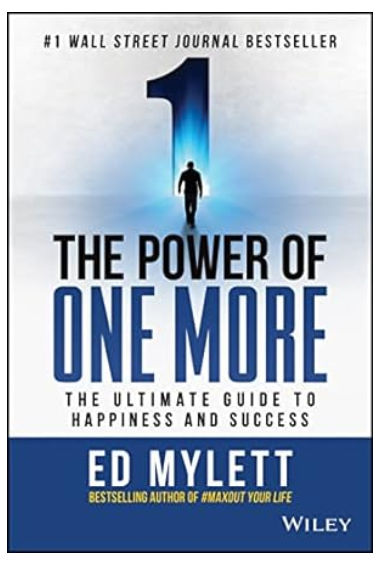 #1 WALL STREET JOURNAL BESTSELLER
1
THE POWER OF
ONE MORE
THE ULTIMATE GUIDE TO
HAPPINESS AND SUCCESS
ED MYLETT
BESTSELLING AUTHOR OF #MAXOUT YOUR LIFE
WILEY